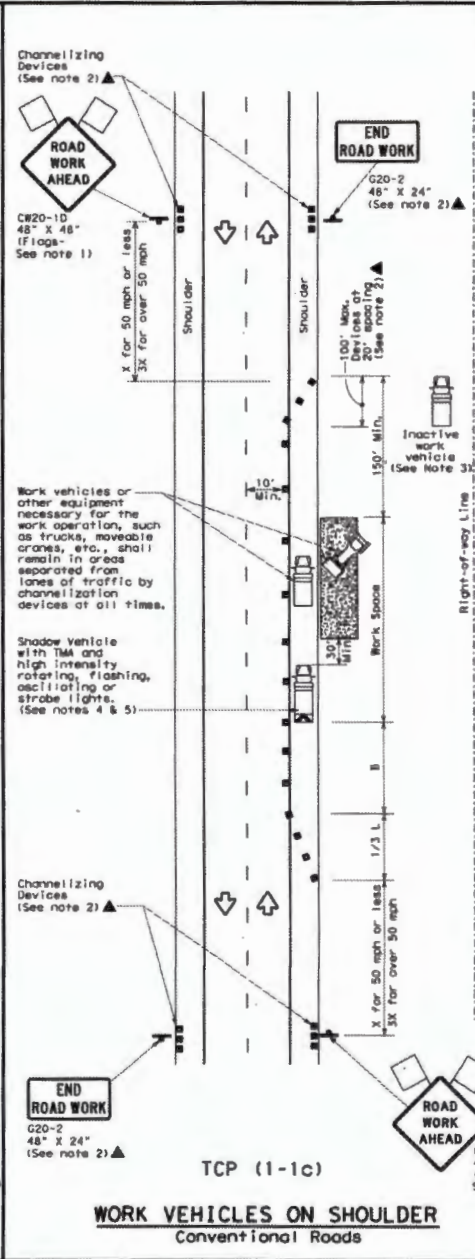 Channelizing
Devices
(See note 2)▲
ROAD
WORK
AHEAD
CW20-1D
48" X 48"
(Flags-
See note 1)
X for 50 mph or less
3X for over 50 mph
Shoulder
Shoulder
END
ROAD WORK
G20-2
48" X 24"
(See note 2)▲
100' Max.
Devices at
20' spacing
(See note 2)▲
150' Min.
Inactive
work
vehicle
(See Note 3)
Right-of-way Line
10'
Min.
Work vehicles or
other equipment
necessary for the
work operation, such
as trucks, moveable
cranes, etc., shall
remain in areas
separated from
lanes of traffic by
channelization
devices at all times.
Work Space
30'
Min.
Shadow Vehicle
with TMA and
high intensity
rotating, flashing,
oscillating or
strobe lights.
(See notes 4 & 5)
B
1/3 L
Channelizing
Devices
(See note 2)▲
X for 50 mph or less
3X for over 50 mph
END
ROAD WORK
G20-2
48" X 24"
(See note 2)▲
ROAD
WORK
AHEAD
TCP (1-1c)
WORK VEHICLES ON SHOULDER
Conventional Roads